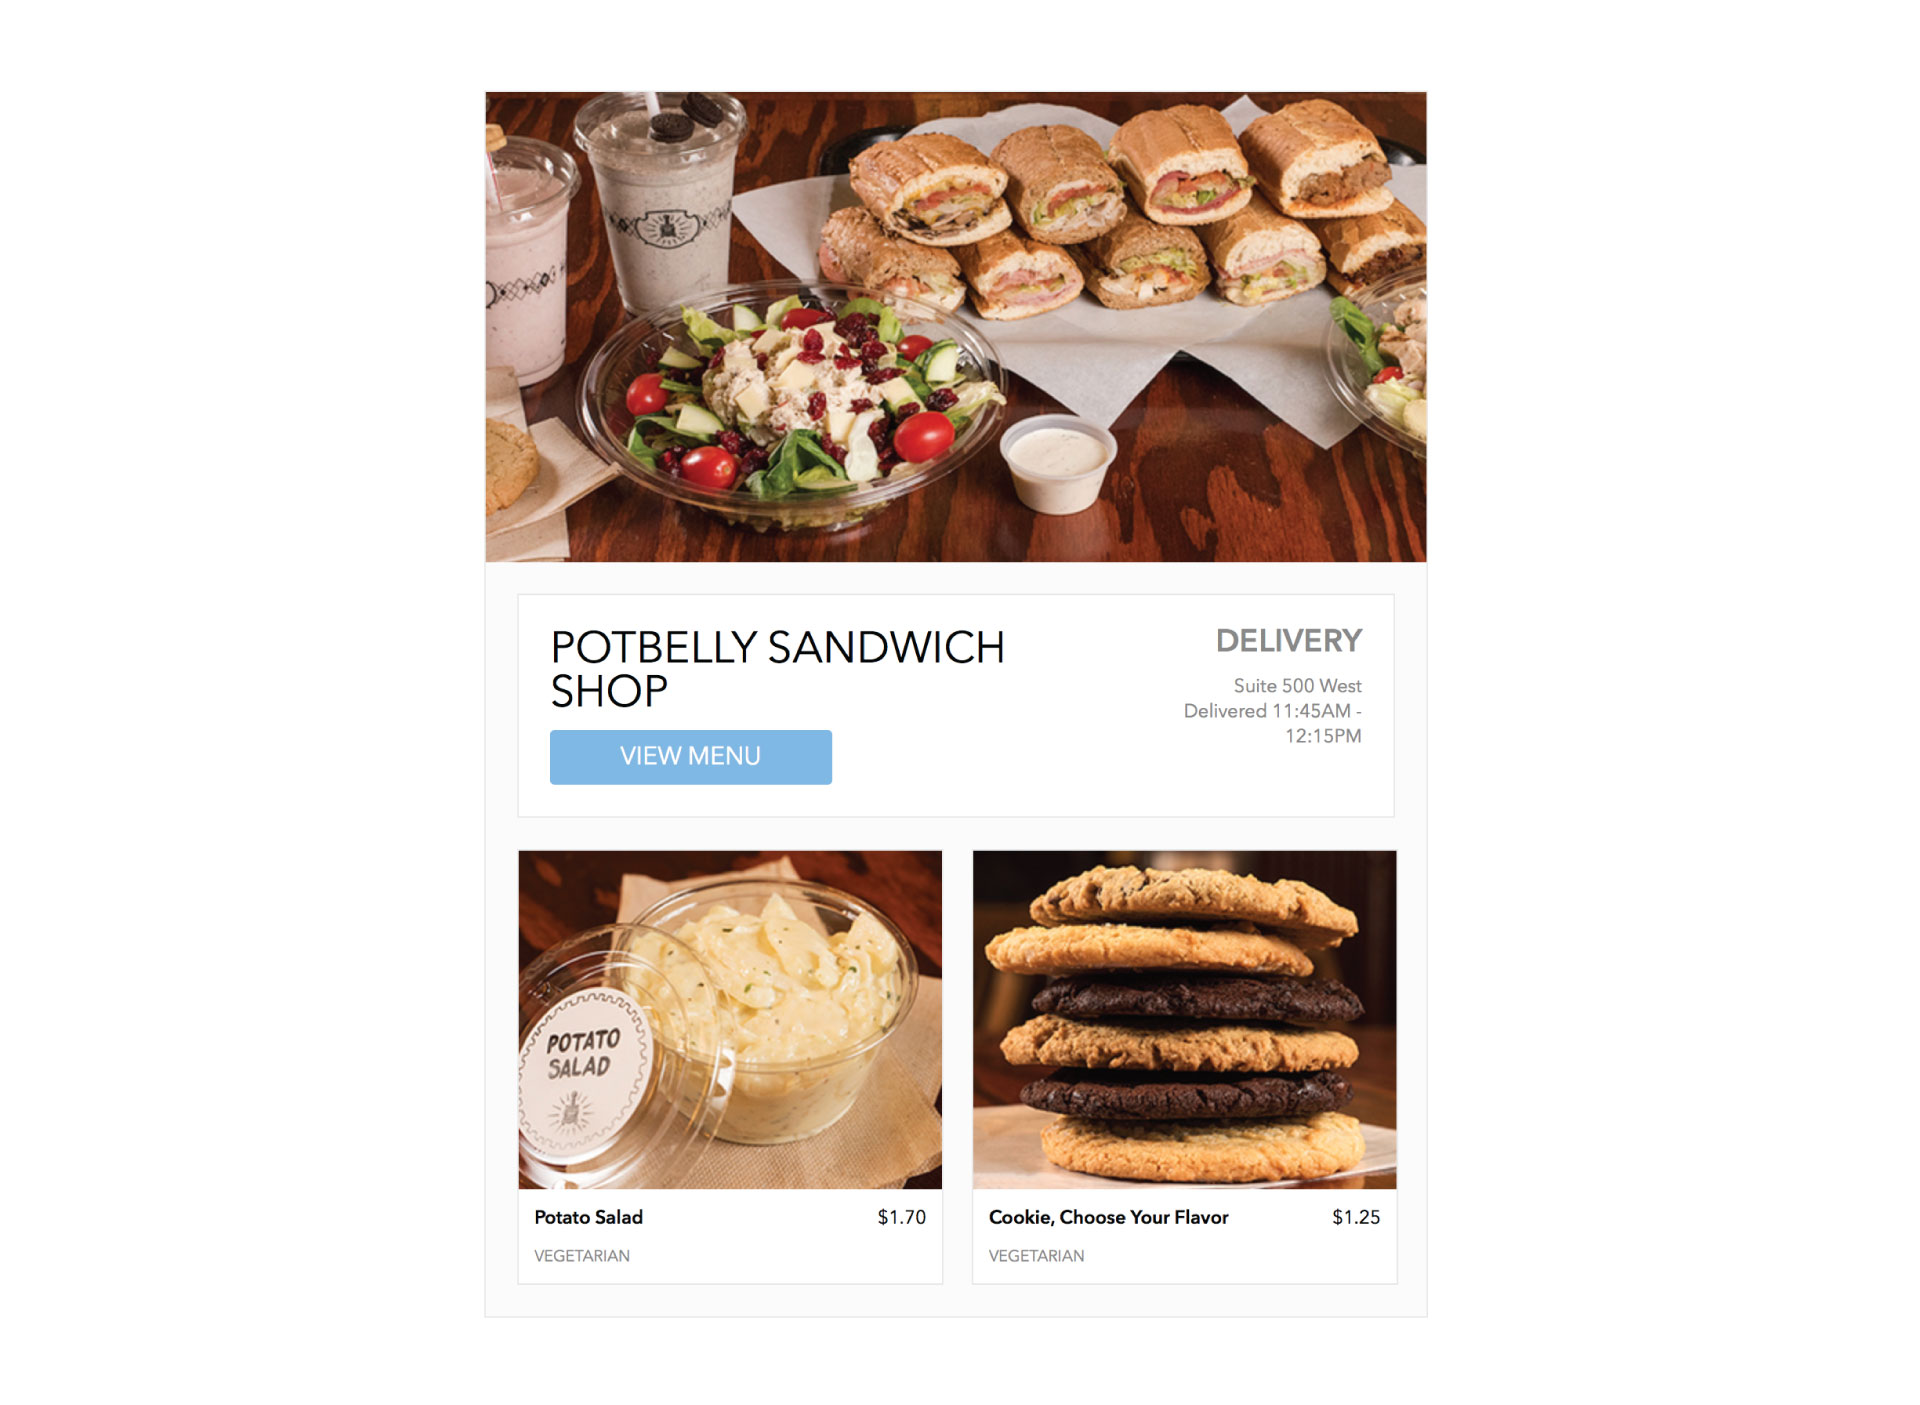 POTBELLY SANDWICH
SHOP
VIEW MENU
DELIVERY
Suite 500 West
Delivered 11:45AM -
12:15PM
POTATO
SALAD
Potato Salad
$1.70
VEGETARIAN
Cookie, Choose Your Flavor
$1.25
VEGETARIAN